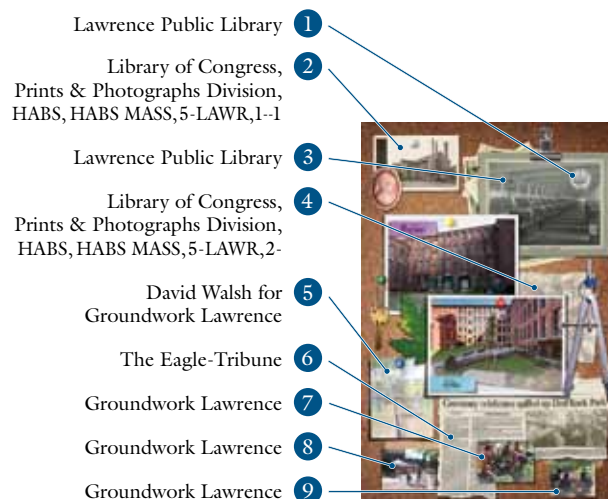 Lawrence Public Library 1
Library of Congress, 2
Prints & Photographs Division,
HABS, HABS MASS,5-LAWR,1--1
Lawrence Public Library 3
Library of Congress, 4
Prints & Photographs Division,
HABS, HABS MASS,5-LAWR,2-
David Walsh for 5
Groundwork Lawrence
The Eagle-Tribune 6
Groundwork Lawrence 7
Groundwork Lawrence 8
Groundwork Lawrence 9